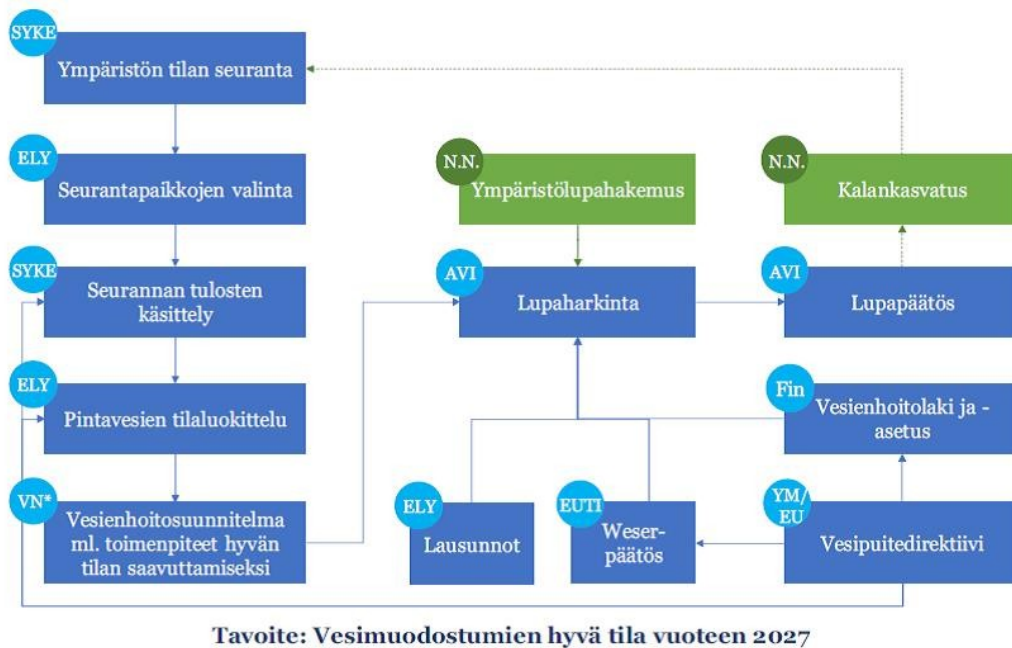 SYKE
Ympäristön tilan seuranta
ELY
Seurantapaikkojen valinta
N.N.
Ympäristölupahakemus
N.N.
Kalankasvatus
SYKE
Seurannan tulosten
käsittely
AVI
Lupaharkinta
AVI
Lupapäätös
ELY
Pintavesien tilaluokittelu
Fin
Vesienhoitolaki ja -
asetus
VN*
Vesienhoitosuunnitelma
ml. toimenpiteet hyvän
tilan saavuttamiseksi
ELY
Lausunnot
EUTI
Weser-
päätös
YM/
EU
Vesipuitedirektiivi
Tavoite: Vesimuodostumien hyvä tila vuoteen 2027